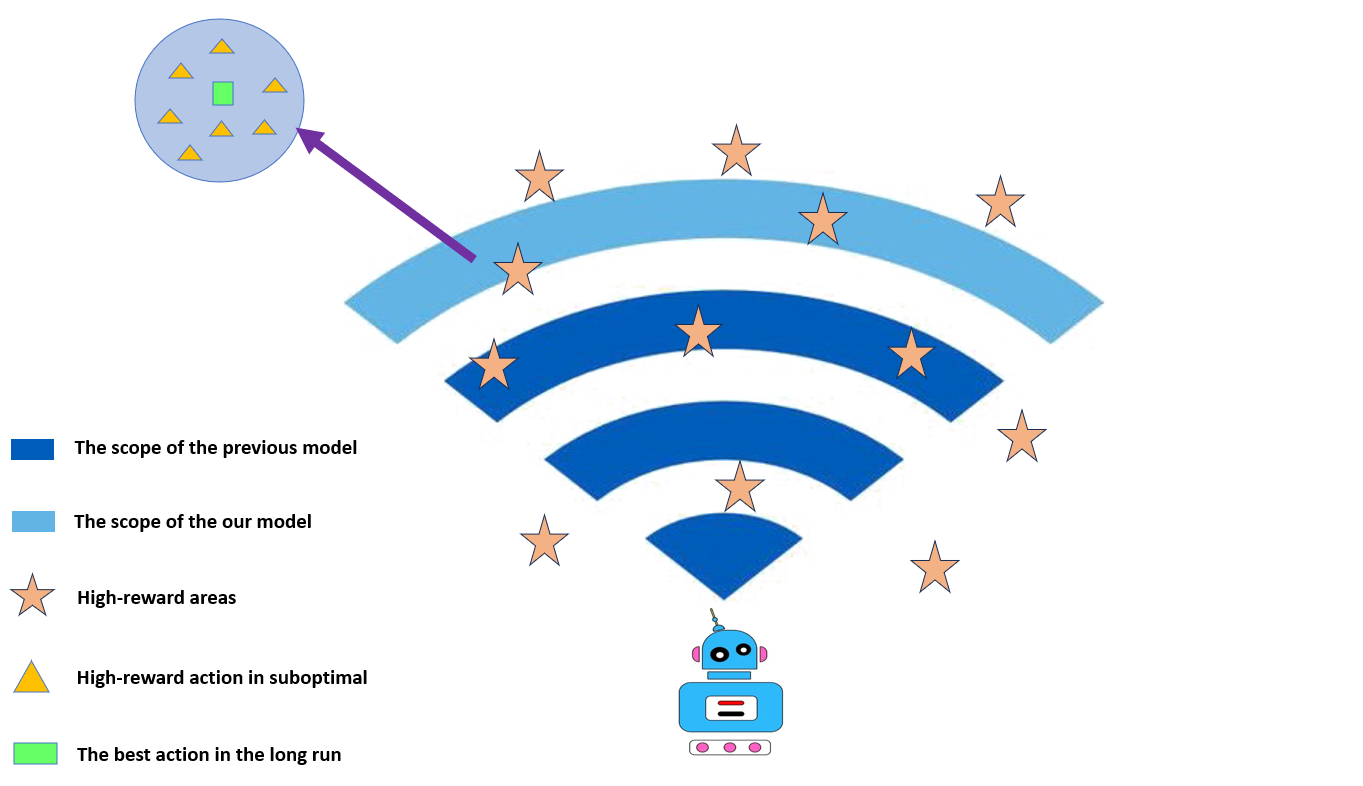 The scope of the previous model
The scope of the our model
High-reward areas
High-reward action in suboptimal
The best action in the long run